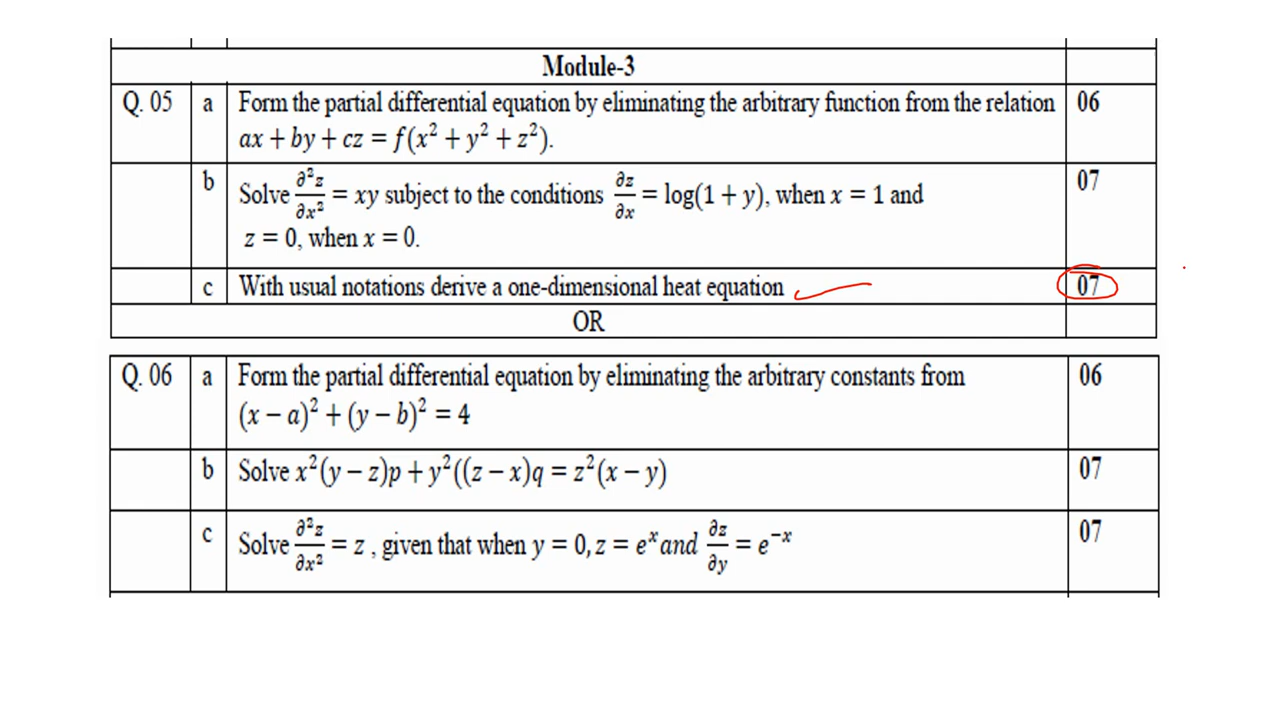 Module-3
Q. 05 a Form the partial differential equation by eliminating the arbitrary function from the relation 06
ax + by + cz = f(x² + y² + z²).
b Solve ∂²z/∂x² = xy subject to the conditions ∂z/∂x = log(1 + y), when x = 1 and 07
z = 0, when x = 0.
c With usual notations derive a one-dimensional heat equation 07
OR
Q. 06 a Form the partial differential equation by eliminating the arbitrary constants from 06
(x − a)² + (y − b)² = 4
b Solve x²(y − z)p + y²((z − x)q = z²(x − y) 07
c Solve ∂²z/∂x² = z , given that when y = 0, z = eˣ and ∂z/∂y = e⁻ˣ 07